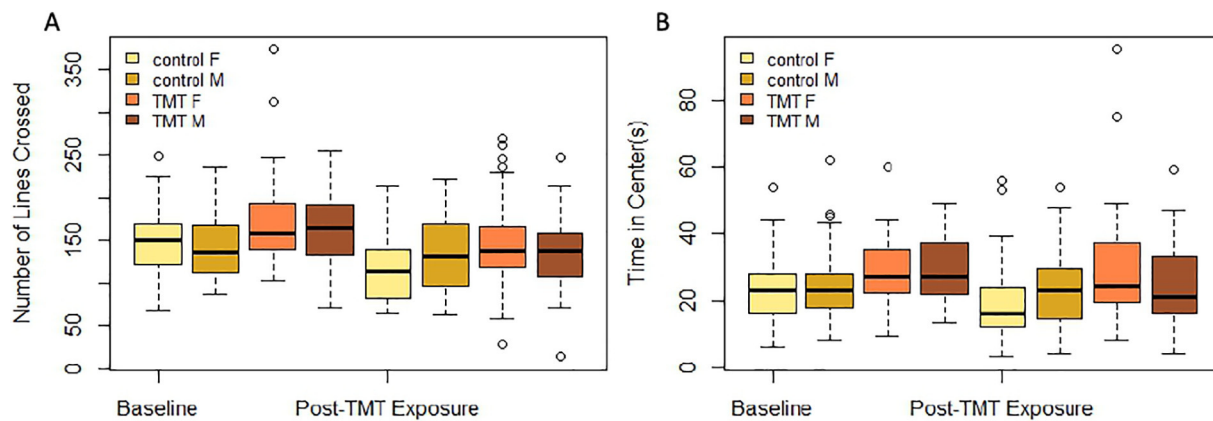 A
Number of Lines Crossed
350
250
150
50
0
control F
control M
TMT F
TMT M
Baseline
Post-TMT Exposure
B
Time in Center(s)
80
60
40
20
0
control F
control M
TMT F
TMT M
Baseline
Post-TMT Exposure